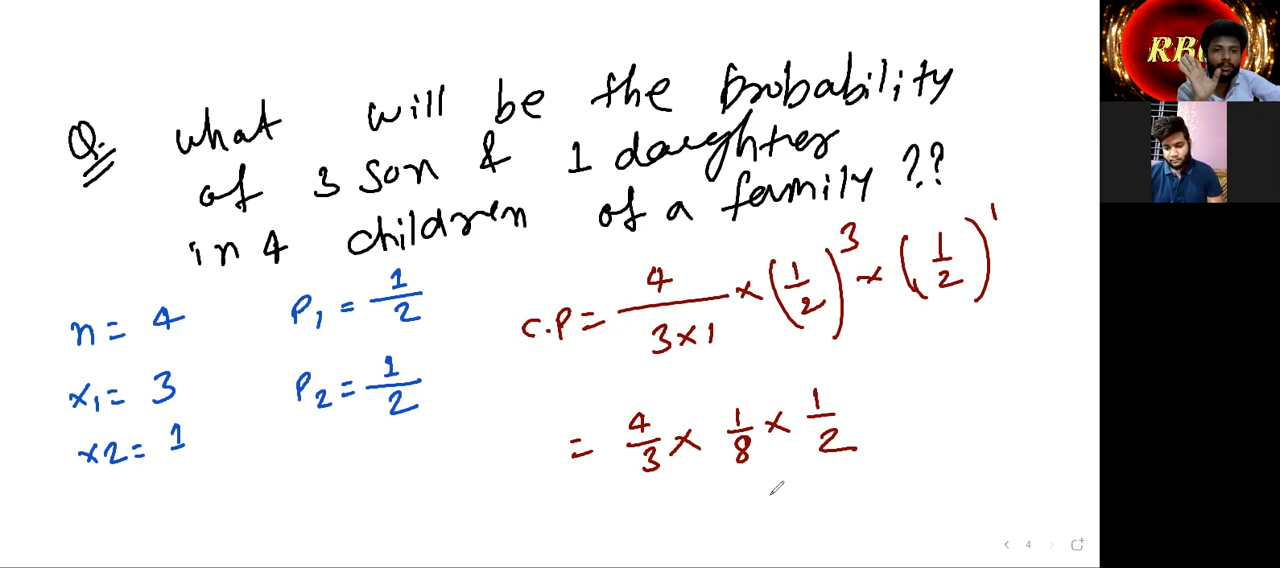 Q. What will be the Probability
of 3 son & 1 daughter
in 4 children of a family ??
n = 4
P₁ = 1/2
x₁ = 3
P₂ = 1/2
x2 = 1
C.P = 4/(3×1) × (1/2)³ × (1/2)¹
= 4/3 × 1/8 × 1/2
4